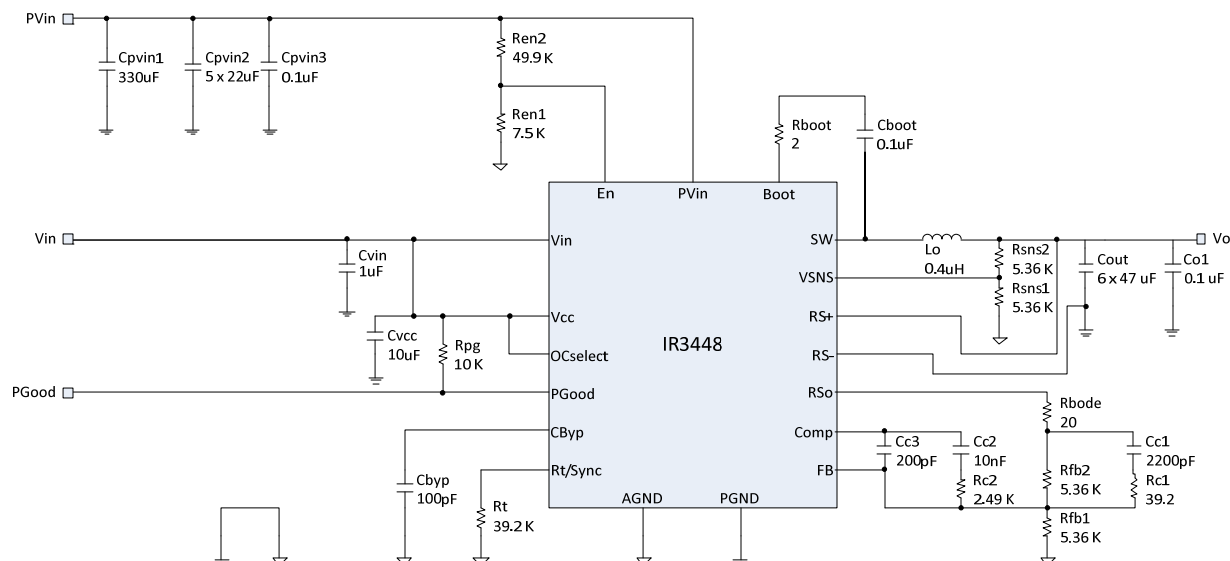 PVin
Cpvin1
330uF
Cpvin2
5 x 22uF
Cpvin3
0.1uF
Ren2
49.9 K
Ren1
7.5 K
Rboot
2
Cboot
0.1uF
En
PVin
Boot
Vin
Cvin
1uF
Vin
SW
Lo
0.4uH
Rsns2
5.36 K
Rsns1
5.36 K
Cout
6 x 47 uF
Co1
0.1 uF
Vo
VSNS
Cvcc
10uF
Rpg
10 K
Vcc
OCselect
IR3448
RS+
RS-
PGood
PGood
RSo
Rbode
20
CByp
Comp
Cc3
200pF
Cc2
10nF
Rc2
2.49 K
Cc1
2200pF
Rc1
39.2
Rfb2
5.36 K
Rfb1
5.36 K
FB
Rt/Sync
Cbyp
100pF
Rt
39.2 K
AGND
PGND